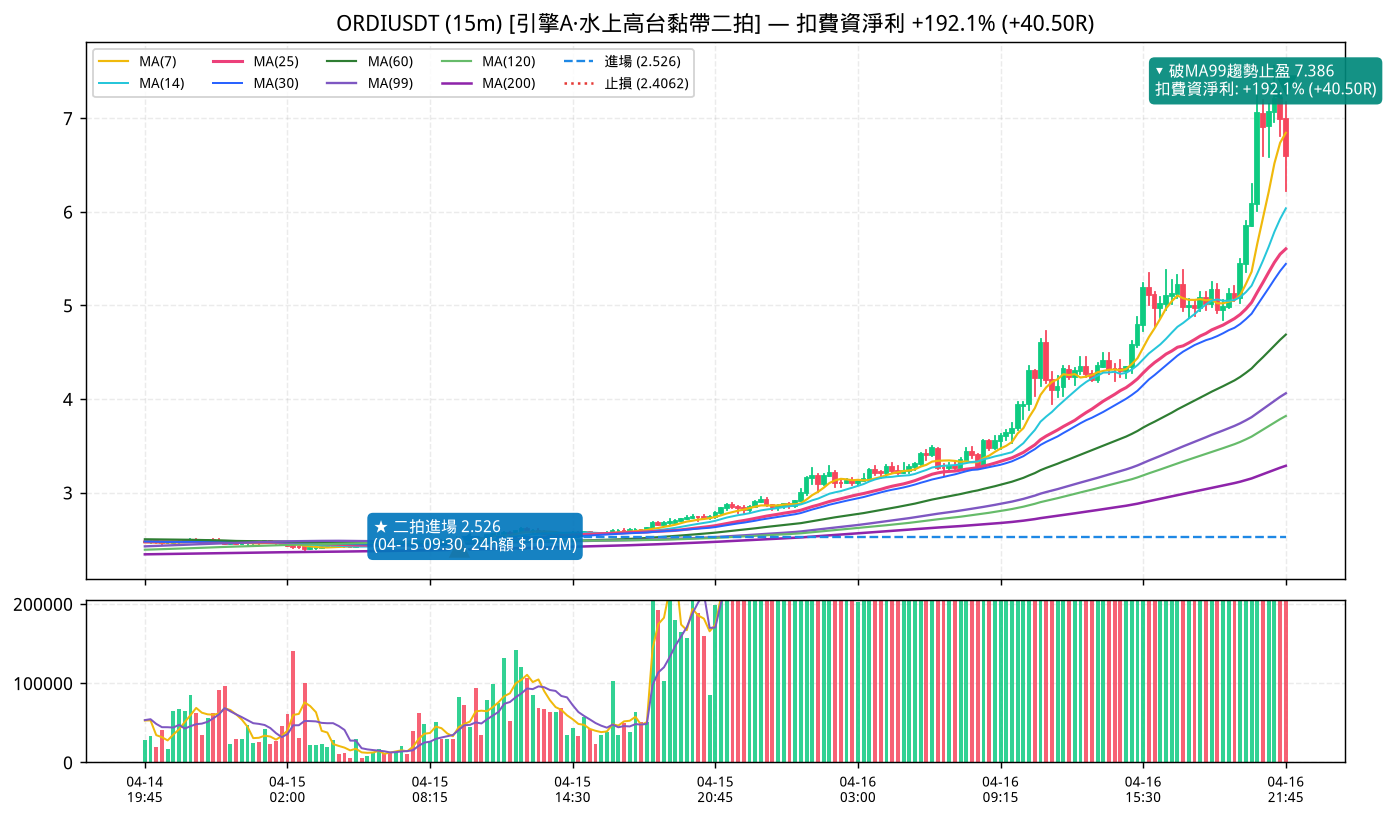 ORDIUSDT (15m) [引擎A·水上高台黏帶二拍] — 扣費資淨利 +192.1% (+40.50R)
MA(7) MA(25) MA(60) MA(120) 進場 (2.526)
MA(14) MA(30) MA(99) MA(200) 止損 (2.4062)
▼ 破MA99趨勢止盈 7.386
扣費資淨利: +192.1% (+40.50R)
7
6
5
4
3
★ 二拍進場 2.526
(04-15 09:30, 24h額 $10.7M)
200000
100000
0
04-14 04-15 04-15 04-15 04-15 04-16 04-16 04-16 04-16
19:45 02:00 08:15 14:30 20:45 03:00 09:15 15:30 21:45